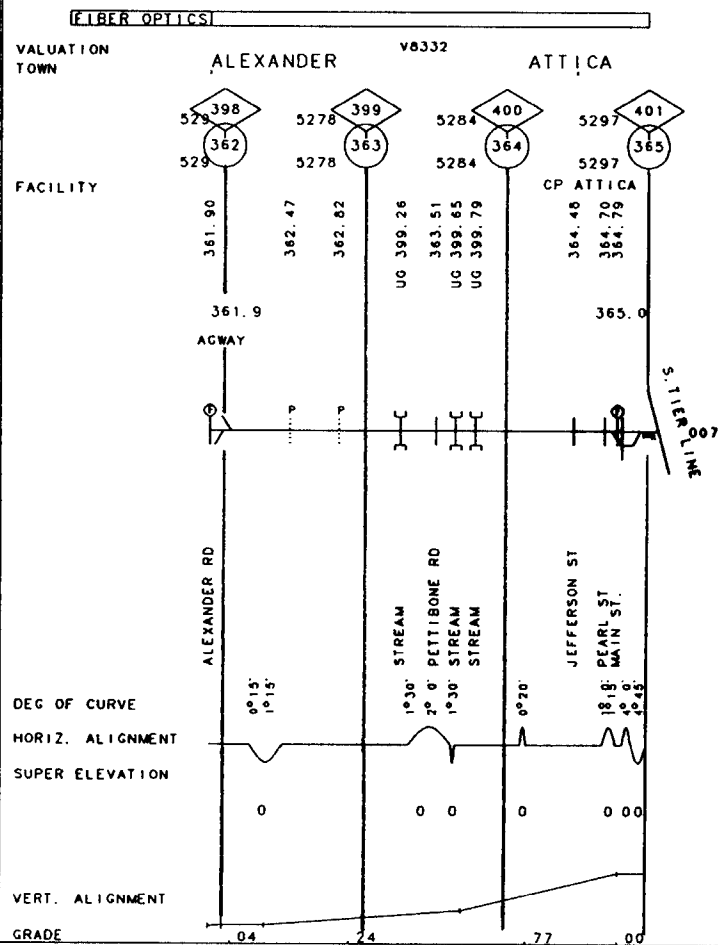 FIBER OPTICS
VALUATION V8332
TOWN ALEXANDER ATTICA
398 399 400 401
529 5278 5284 5297
362 363 364 365
529 5278 5284 5297
FACILITY CP ATTICA
361.90
362.47
362.82
UG 399.26
363.51
UG 399.65
UG 399.79
364.48
364.70
364.79
361.9 365.0
AGWAY
P P P P
S. TIER LINE
007
ALEXANDER RD
STREAM
PETTIBONE RD
STREAM
STREAM
JEFFERSON ST
PEARL ST
MAIN ST.
DEG OF CURVE
0°15'
1°15'
1°30'
2° 0'
1°30'
0°20'
4° 0'
4°45'
HORIZ. ALIGNMENT
SUPER ELEVATION
0 0 0 0 0 0 0
VERT. ALIGNMENT
GRADE .04 .24 .77 .00